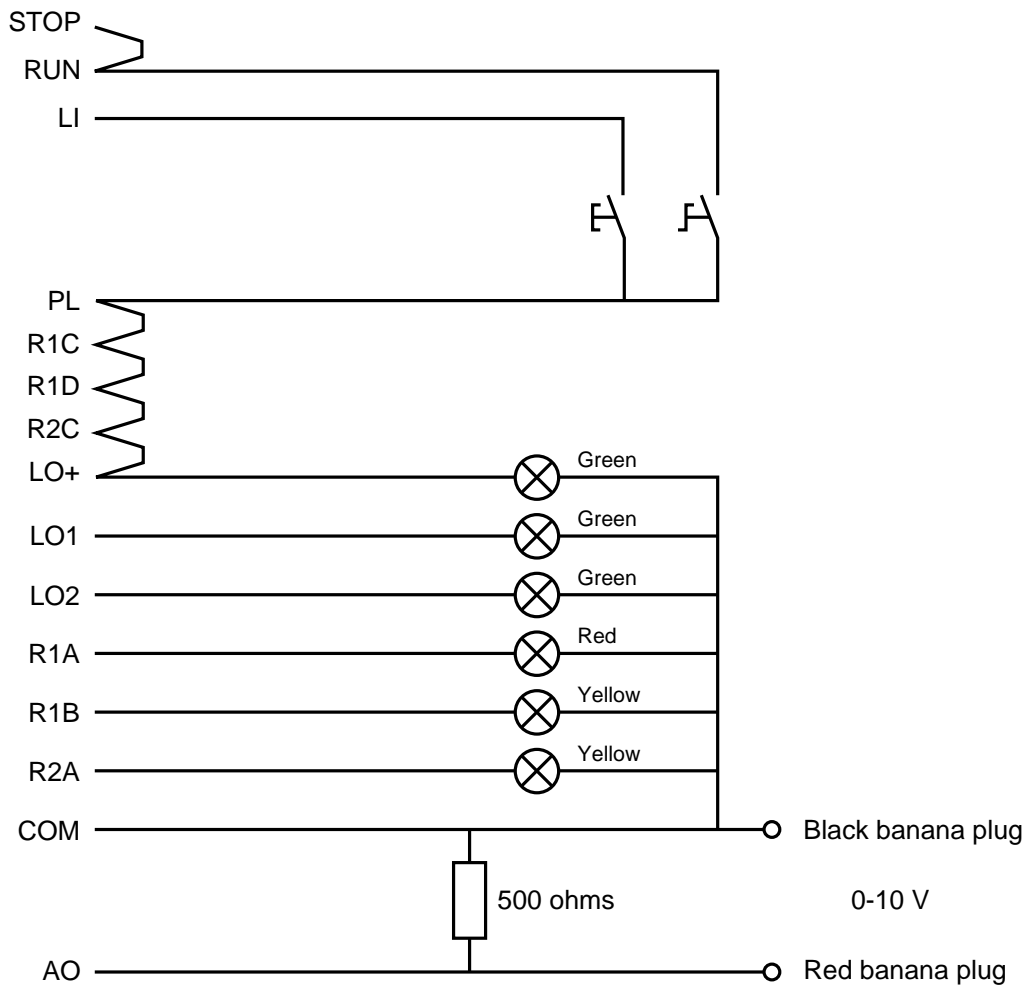 STOP
RUN
LI
PL
R1C
R1D
R2C
LO+
Green
LO1
Green
LO2
Green
R1A
Red
R1B
Yellow
R2A
Yellow
COM
Black banana plug
500 ohms
0-10 V
AO
Red banana plug